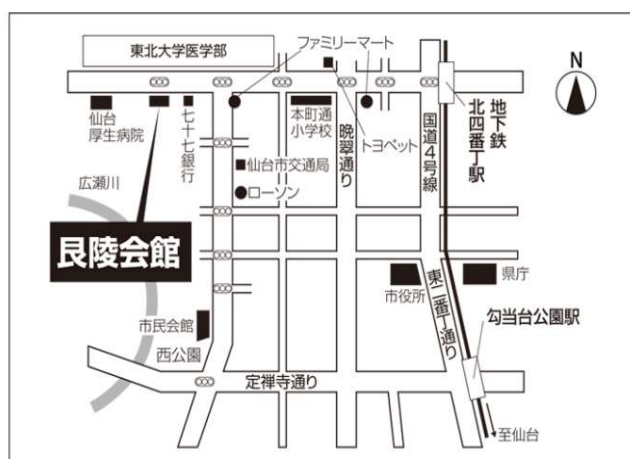 東北大学医学部
ファミリーマート
N
仙台
厚生病院
七十七銀行
本町通
小学校
晩翠通り
トヨペット
国道4号線
地下鉄
北四番丁駅
仙台市交通局
ローソン
広瀬川
艮陵会館
市役所
県庁
東二番丁通り
市民会館
西公園
勾当台公園駅
定禅寺通り
至仙台